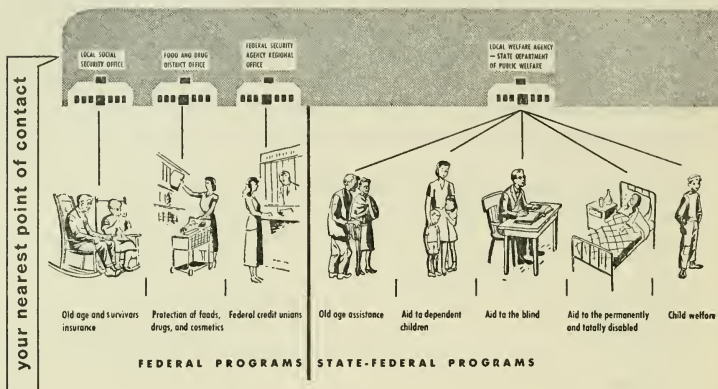 your nearest point of contact
LOCAL SOCIAL
SECURITY OFFICE
FOOD AND DRUG
DISTRICT OFFICE
FEDERAL SECURITY
AGENCY REGIONAL
OFFICE
LOCAL WELFARE AGENCY
— STATE DEPARTMENT
OF PUBLIC WELFARE
Old age and survivors
insurance
Protection of foods,
drugs, and cosmetics
Federal credit unions
Old age assistance
Aid to dependent
children
Aid to the blind
Aid to the permanently
and totally disabled
Child welfare
FEDERAL PROGRAMS
STATE-FEDERAL PROGRAMS